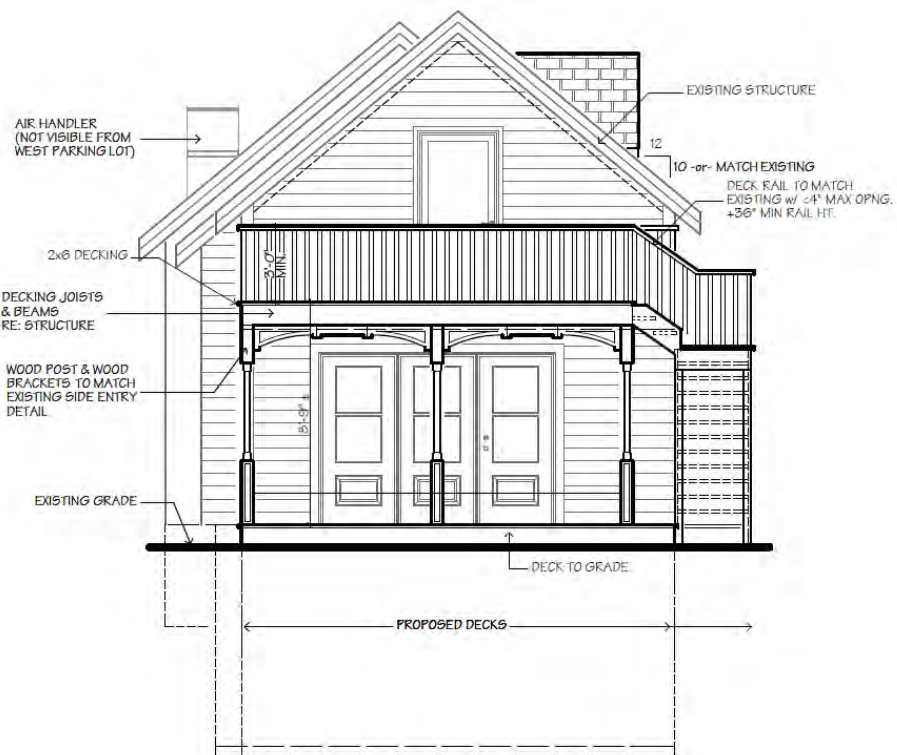 AIR HANDLER
(NOT VISIBLE FROM
WEST PARKING LOT)
EXISTING STRUCTURE
12
10 -or- MATCH EXISTING
DECK RAIL TO MATCH
EXISTING w/ <4" MAX OPNG.
+36" MIN RAIL HT.
2x6 DECKING
3'-0"
MIN.
DECKING JOISTS
& BEAMS
RE: STRUCTURE
WOOD POST & WOOD
BRACKETS TO MATCH
EXISTING SIDE ENTRY
DETAIL
8'-9" ±
EXISTING GRADE
DECK TO GRADE
PROPOSED DECKS